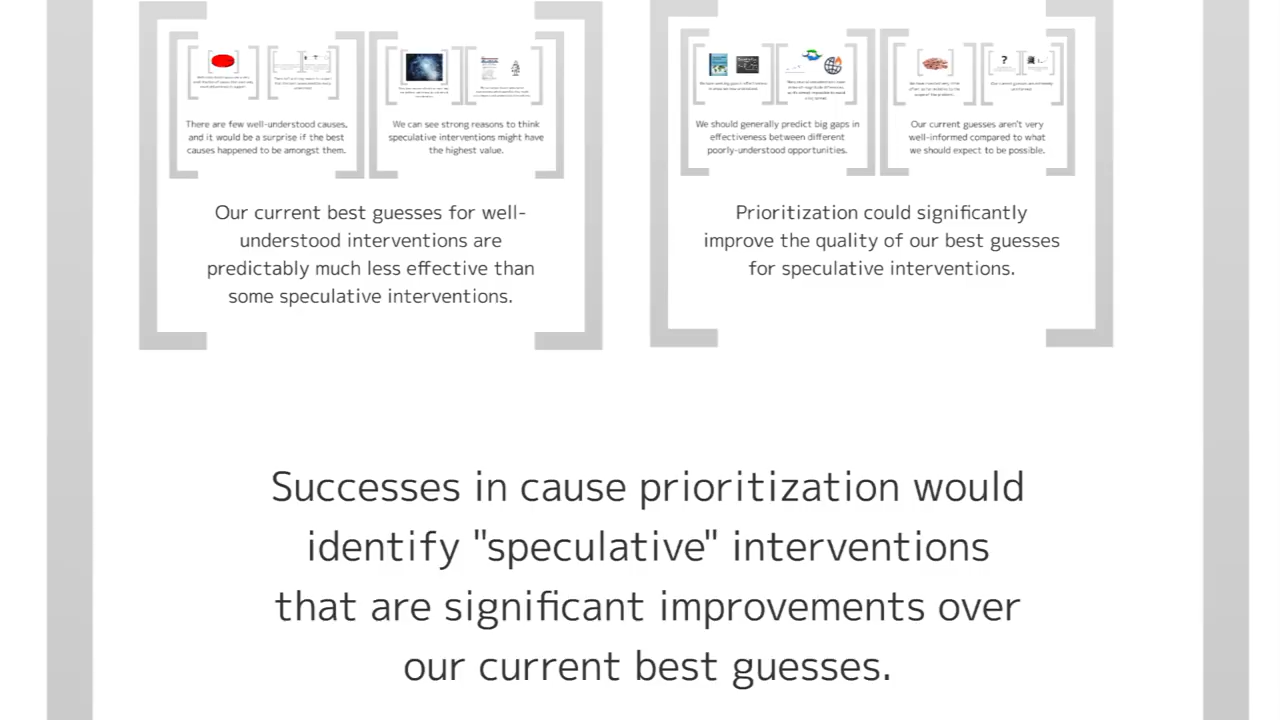 There are few well-understood causes,
and it would be a surprise if the best
causes happened to be amongst them.
We can see strong reasons to think
speculative interventions might have
the highest value.
Our current best guesses for well-
understood interventions are
predictably much less effective than
some speculative interventions.
We should generally predict big gaps in
effectiveness between different
poorly-understood opportunities.
Our current guesses aren't very
well-informed compared to what
we should expect to be possible.
Prioritization could significantly
improve the quality of our best guesses
for speculative interventions.
Successes in cause prioritization would
identify "speculative" interventions
that are significant improvements over
our current best guesses.